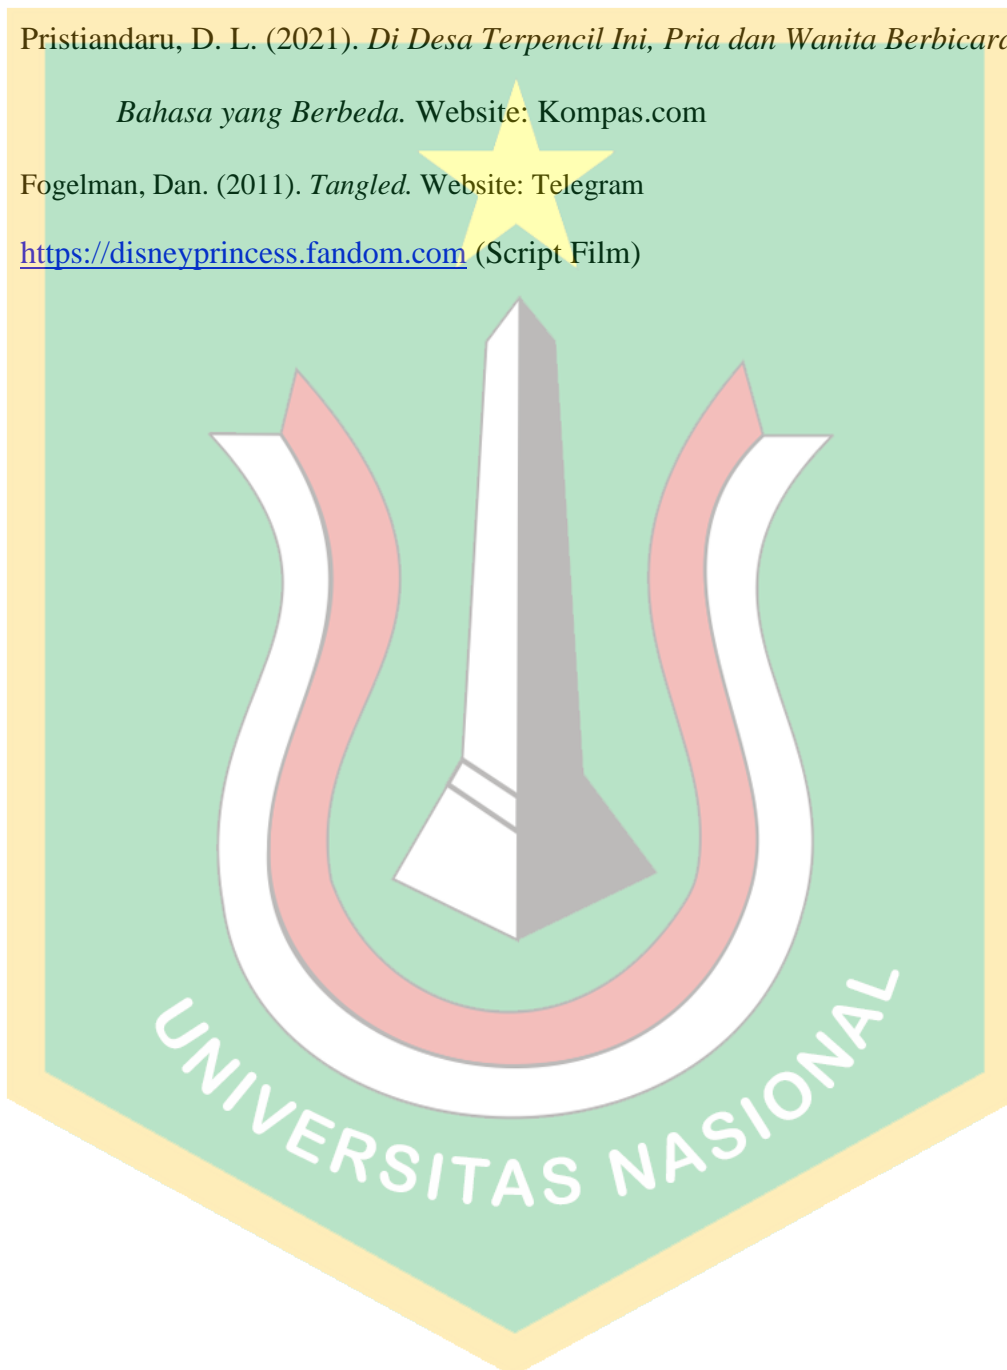 Pristiandaru, D. L. (2021). Di Desa Terpencil Ini, Pria dan Wanita Berbicara
Bahasa yang Berbeda. Website: Kompas.com
Fogelman, Dan. (2011). Tangled. Website: Telegram
https://disneyprincess.fandom.com (Script Film)
UNIVERSITAS NASIONAL